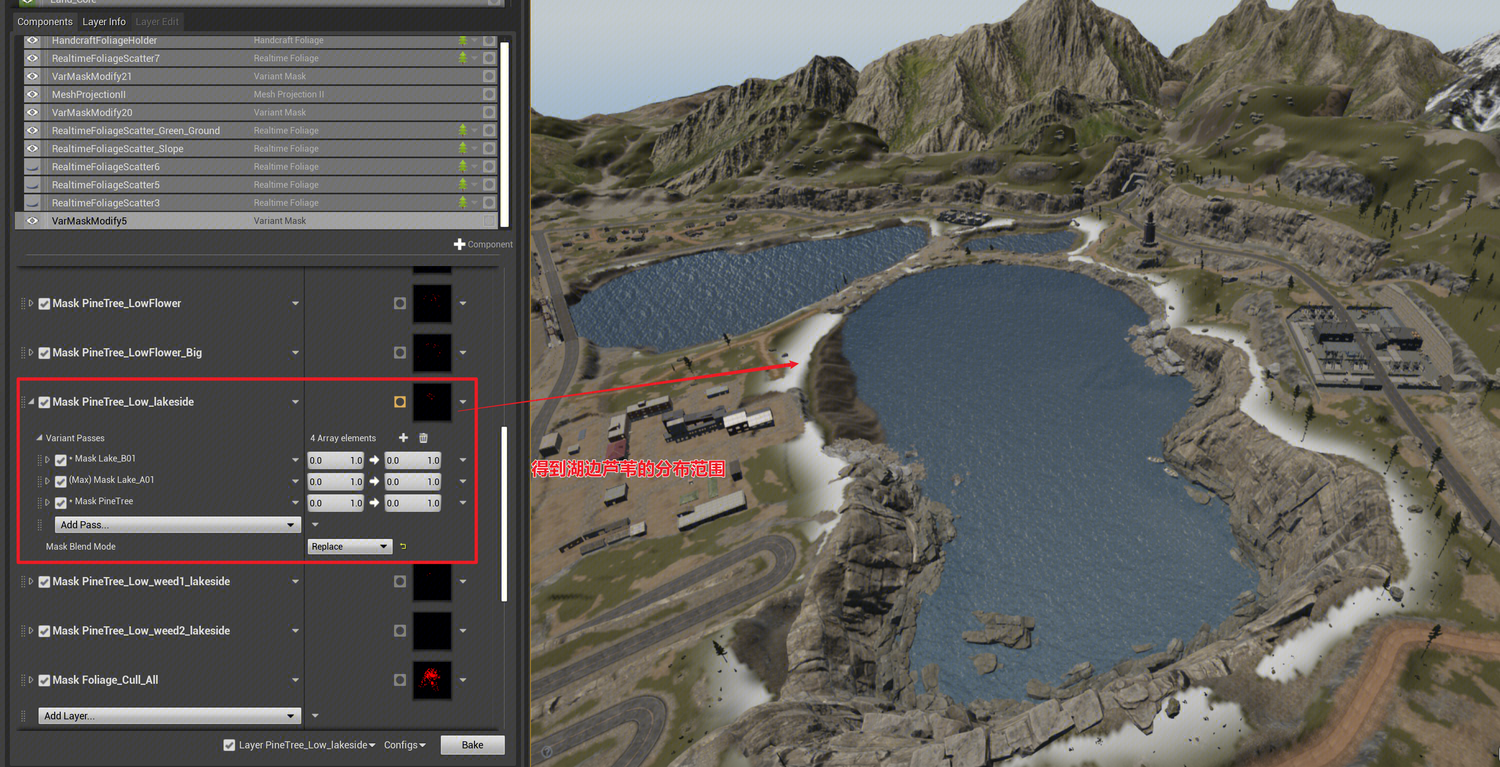 Land_Core
Components Layer Info Layer Edit
HandcraftFoliageHolder Handcraft Foliage
RealtimeFoliageScatter7 Realtime Foliage
VarMaskModify21 Variant Mask
MeshProjectionII Mesh Projection II
VarMaskModify20 Variant Mask
RealtimeFoliageScatter_Green_Ground Realtime Foliage
RealtimeFoliageScatter_Slope Realtime Foliage
RealtimeFoliageScatter6 Realtime Foliage
RealtimeFoliageScatter5 Realtime Foliage
RealtimeFoliageScatter3 Realtime Foliage
VarMaskModify5 Variant Mask
Component
Mask PineTree_LowFlower
Mask PineTree_LowFlower_Big
Mask PineTree_Low_lakeside
Variant Passes 4 Array elements
* Mask Lake_B01 0.0 1.0 0.0 1.0
(Max) Mask Lake_A01 0.0 1.0 0.0 1.0
* Mask PineTree 0.0 1.0 0.0 1.0
Add Pass...
Mask Blend Mode Replace
Mask PineTree_Low_weed1_lakeside
Mask PineTree_Low_weed2_lakeside
Mask Foliage_Cull_All
Add Layer...
Layer PineTree_Low_lakeside Configs Bake
得到湖边芦苇的分布范围